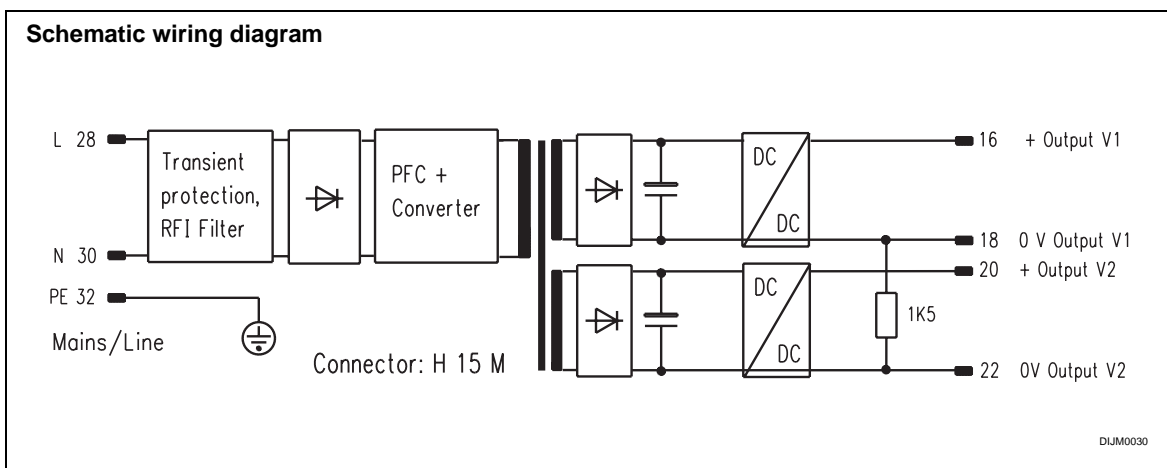 Schematic wiring diagram
L 28
Transient
protection,
RFI Filter
PFC +
Converter
DC
DC
16 + Output V1
N 30
18 0 V Output V1
20 + Output V2
PE 32
DC
DC
1K5
Mains/Line
Connector: H 15 M
22 0V Output V2
DIJM0030